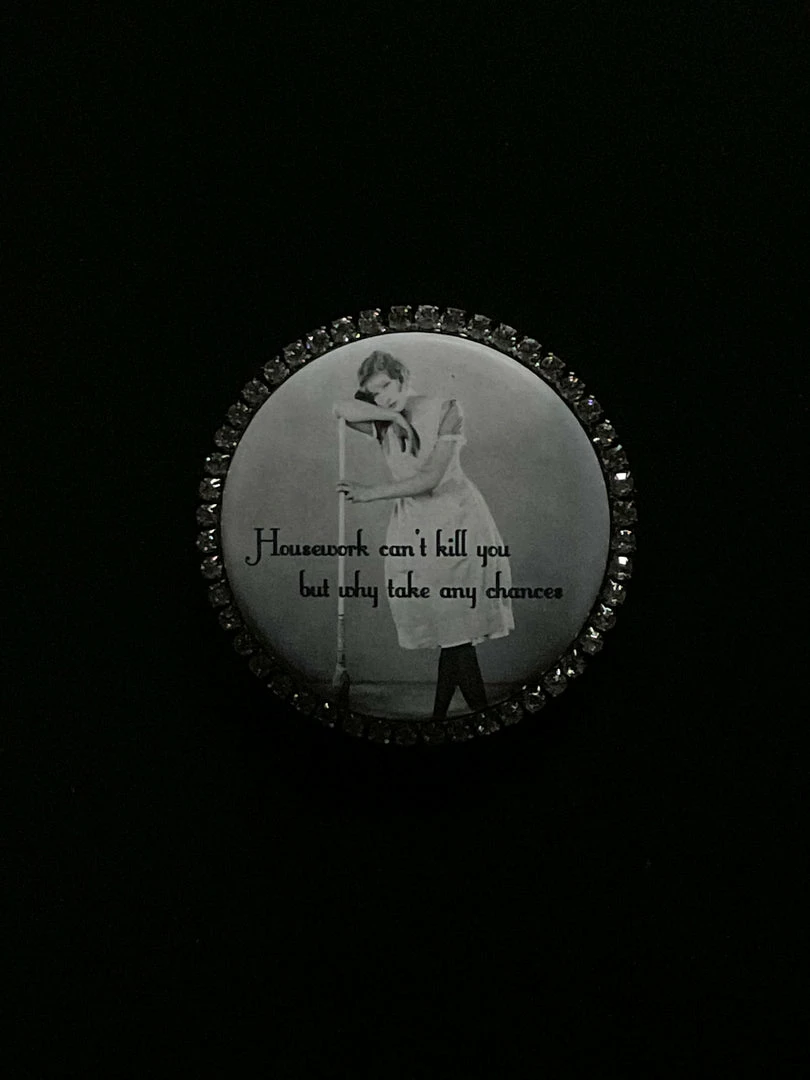 Housework can't kill you
but why take any chances